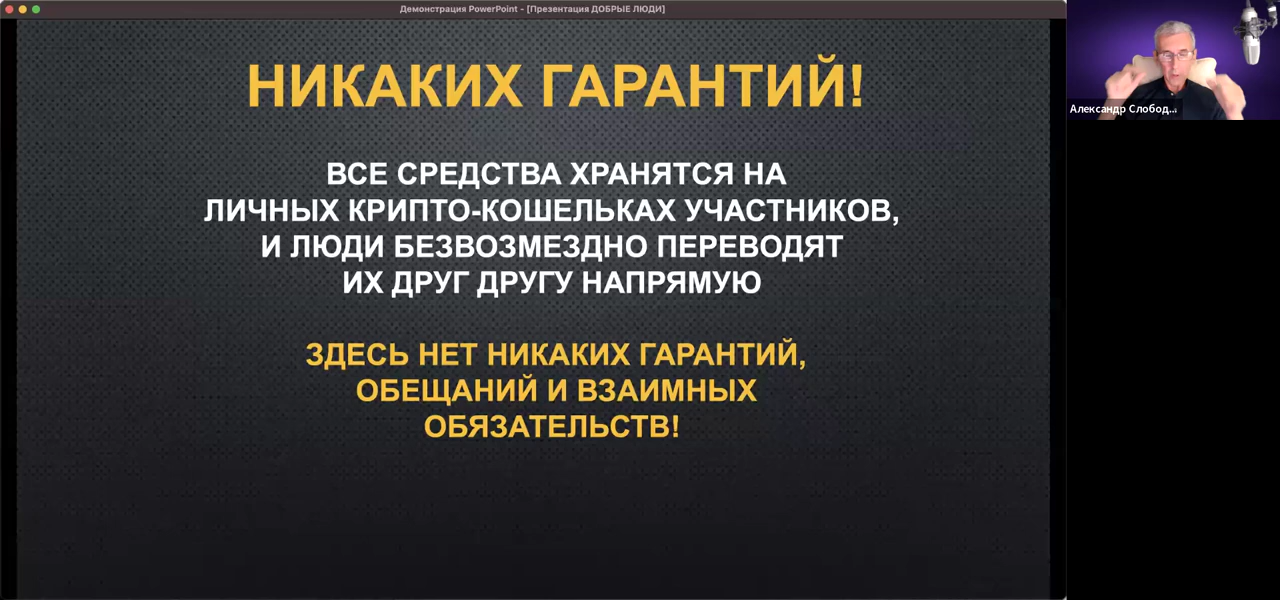 Демонстрация PowerPoint - [Презентация ДОБРЫЕ ЛЮДИ]
НИКАКИХ ГАРАНТИЙ!
ВСЕ СРЕДСТВА ХРАНЯТСЯ НА
ЛИЧНЫХ КРИПТО-КОШЕЛЬКАХ УЧАСТНИКОВ,
И ЛЮДИ БЕЗВОЗМЕЗДНО ПЕРЕВОДЯТ
ИХ ДРУГ ДРУГУ НАПРЯМУЮ
ЗДЕСЬ НЕТ НИКАКИХ ГАРАНТИЙ,
ОБЕЩАНИЙ И ВЗАИМНЫХ
ОБЯЗАТЕЛЬСТВ!
Александр Слобод...